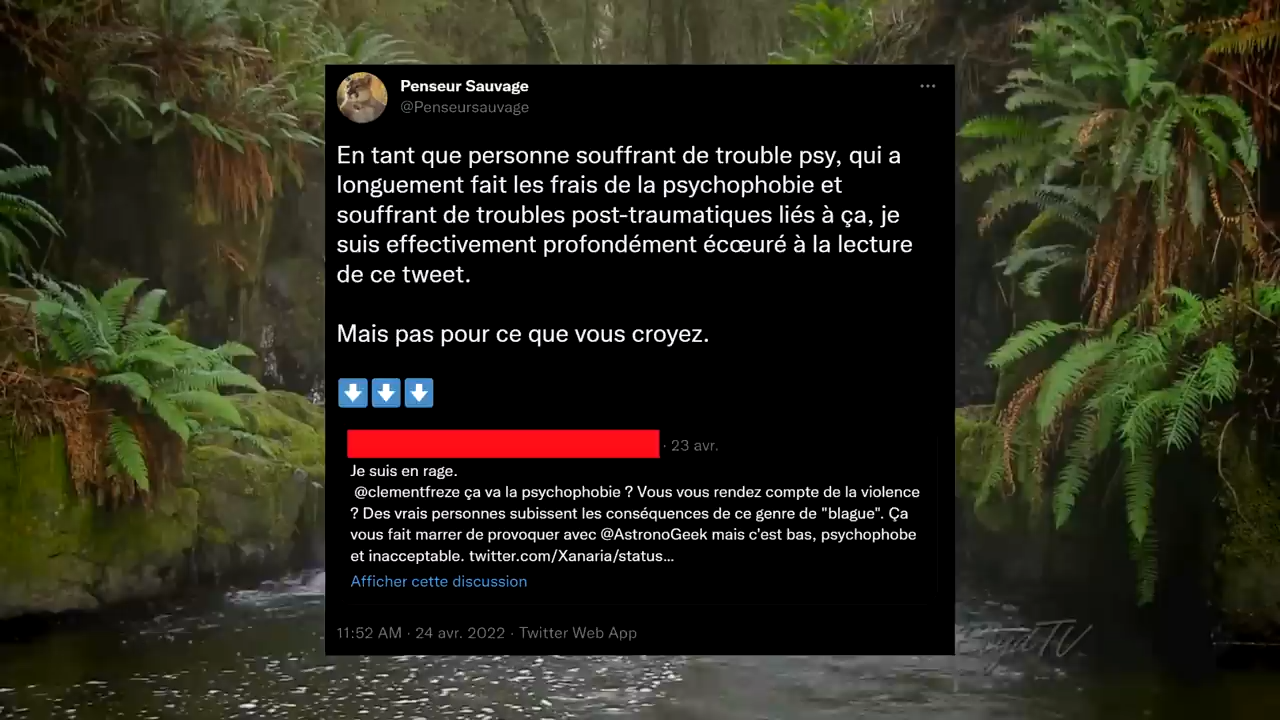 Penseur Sauvage
@Penseursauvage
En tant que personne souffrant de trouble psy, qui a
longuement fait les frais de la psychophobie et
souffrant de troubles post-traumatiques liés à ça, je
suis effectivement profondément écœuré à la lecture
de ce tweet.
Mais pas pour ce que vous croyez.
· 23 avr.
Je suis en rage.
@clementfreze ça va la psychophobie ? Vous vous rendez compte de la violence
? Des vrais personnes subissent les conséquences de ce genre de "blague". Ça
vous fait marrer de provoquer avec @AstronoGeek mais c'est bas, psychophobe
et inacceptable. twitter.com/Xanaria/status...
Afficher cette discussion
11:52 AM · 24 avr. 2022 · Twitter Web App